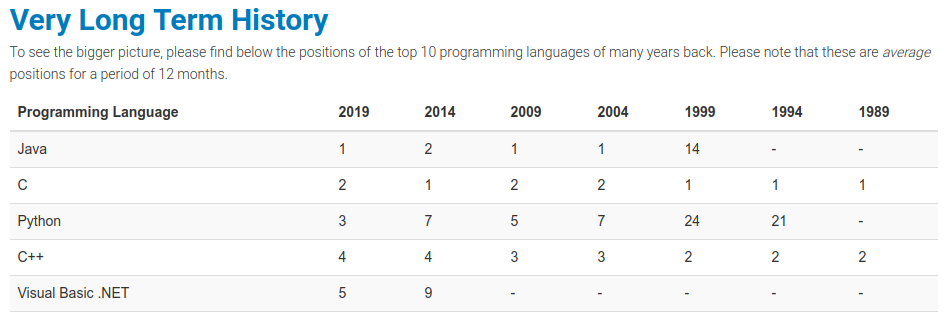 Very Long Term History
To see the bigger picture, please find below the positions of the top 10 programming languages of many years back. Please note that these are average
positions for a period of 12 months.
Programming Language 2019 2014 2009 2004 1999 1994 1989
Java 1 2 1 1 14 - -
C 2 1 2 2 1 1 1
Python 3 7 5 7 24 21 -
C++ 4 4 3 3 2 2 2
Visual Basic .NET 5 9 - - - - -